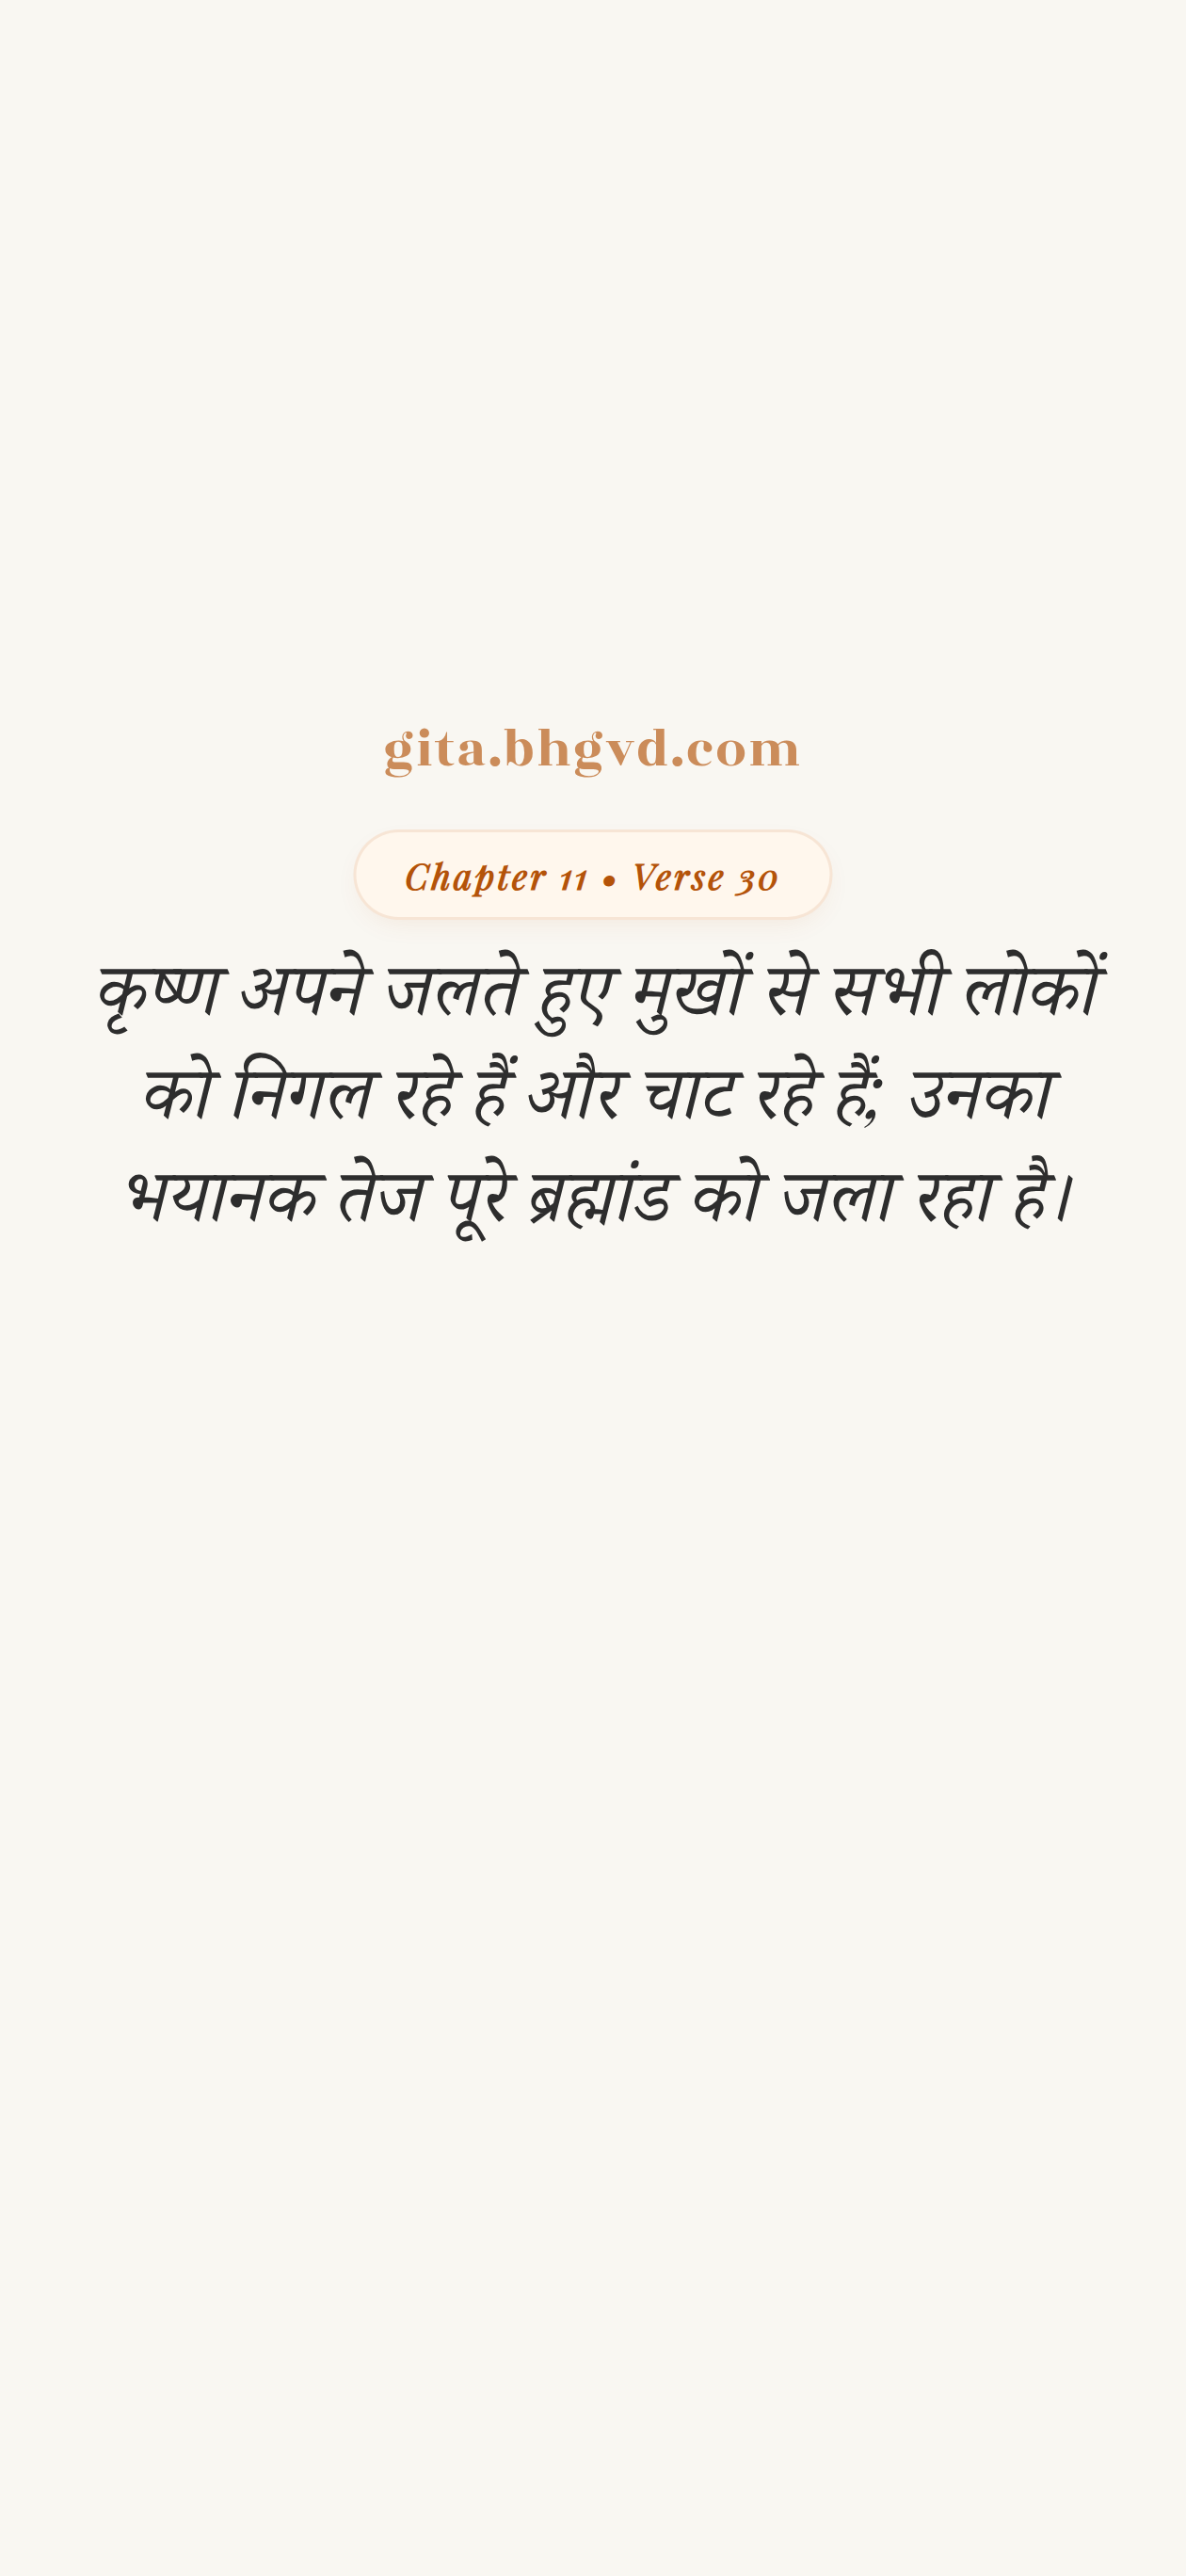 gita.bhgvd.com
Chapter 11 • Verse 30
कृष्ण अपने जलते हुए मुखों से सभी लोकों
को निगल रहे हैं और चाट रहे हैं; उनका
भयानक तेज पूरे ब्रह्मांड को जला रहा है।